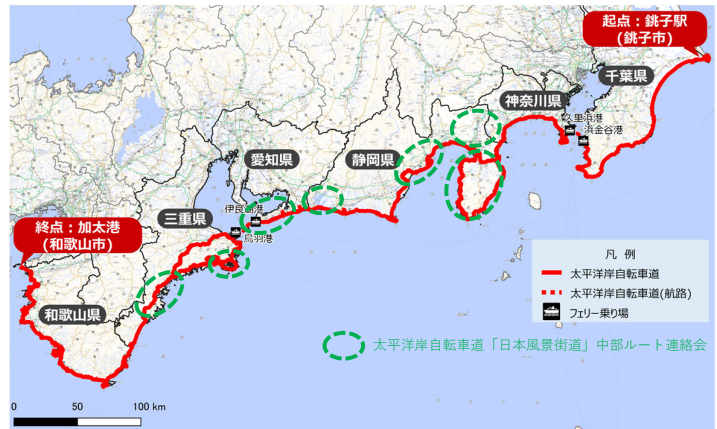 起点：銚子駅
(銚子市)
千葉県
神奈川県
久里浜港
浜金谷港
愛知県
静岡県
伊良湖港
三重県
鳥羽港
終点：加太港
(和歌山市)
和歌山県
凡 例
太平洋岸自転車道
太平洋岸自転車道(航路)
フェリー乗り場
太平洋岸自転車道「日本風景街道」中部ルート連絡会
0 50 100 km